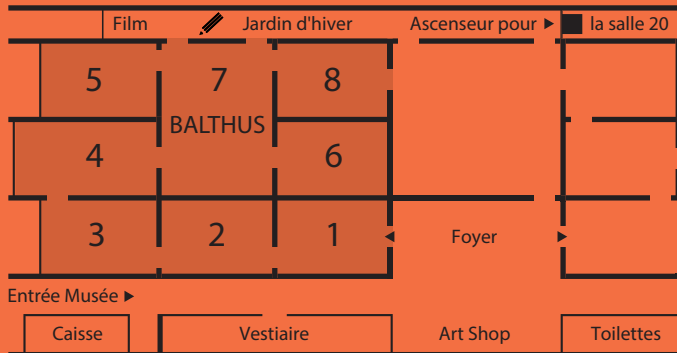 Film Jardin d'hiver Ascenseur pour ▶ la salle 20
5 7 8
BALTHUS
4 6
3 2 1 Foyer
Entrée Musée ▶
Caisse Vestiaire Art Shop Toilettes